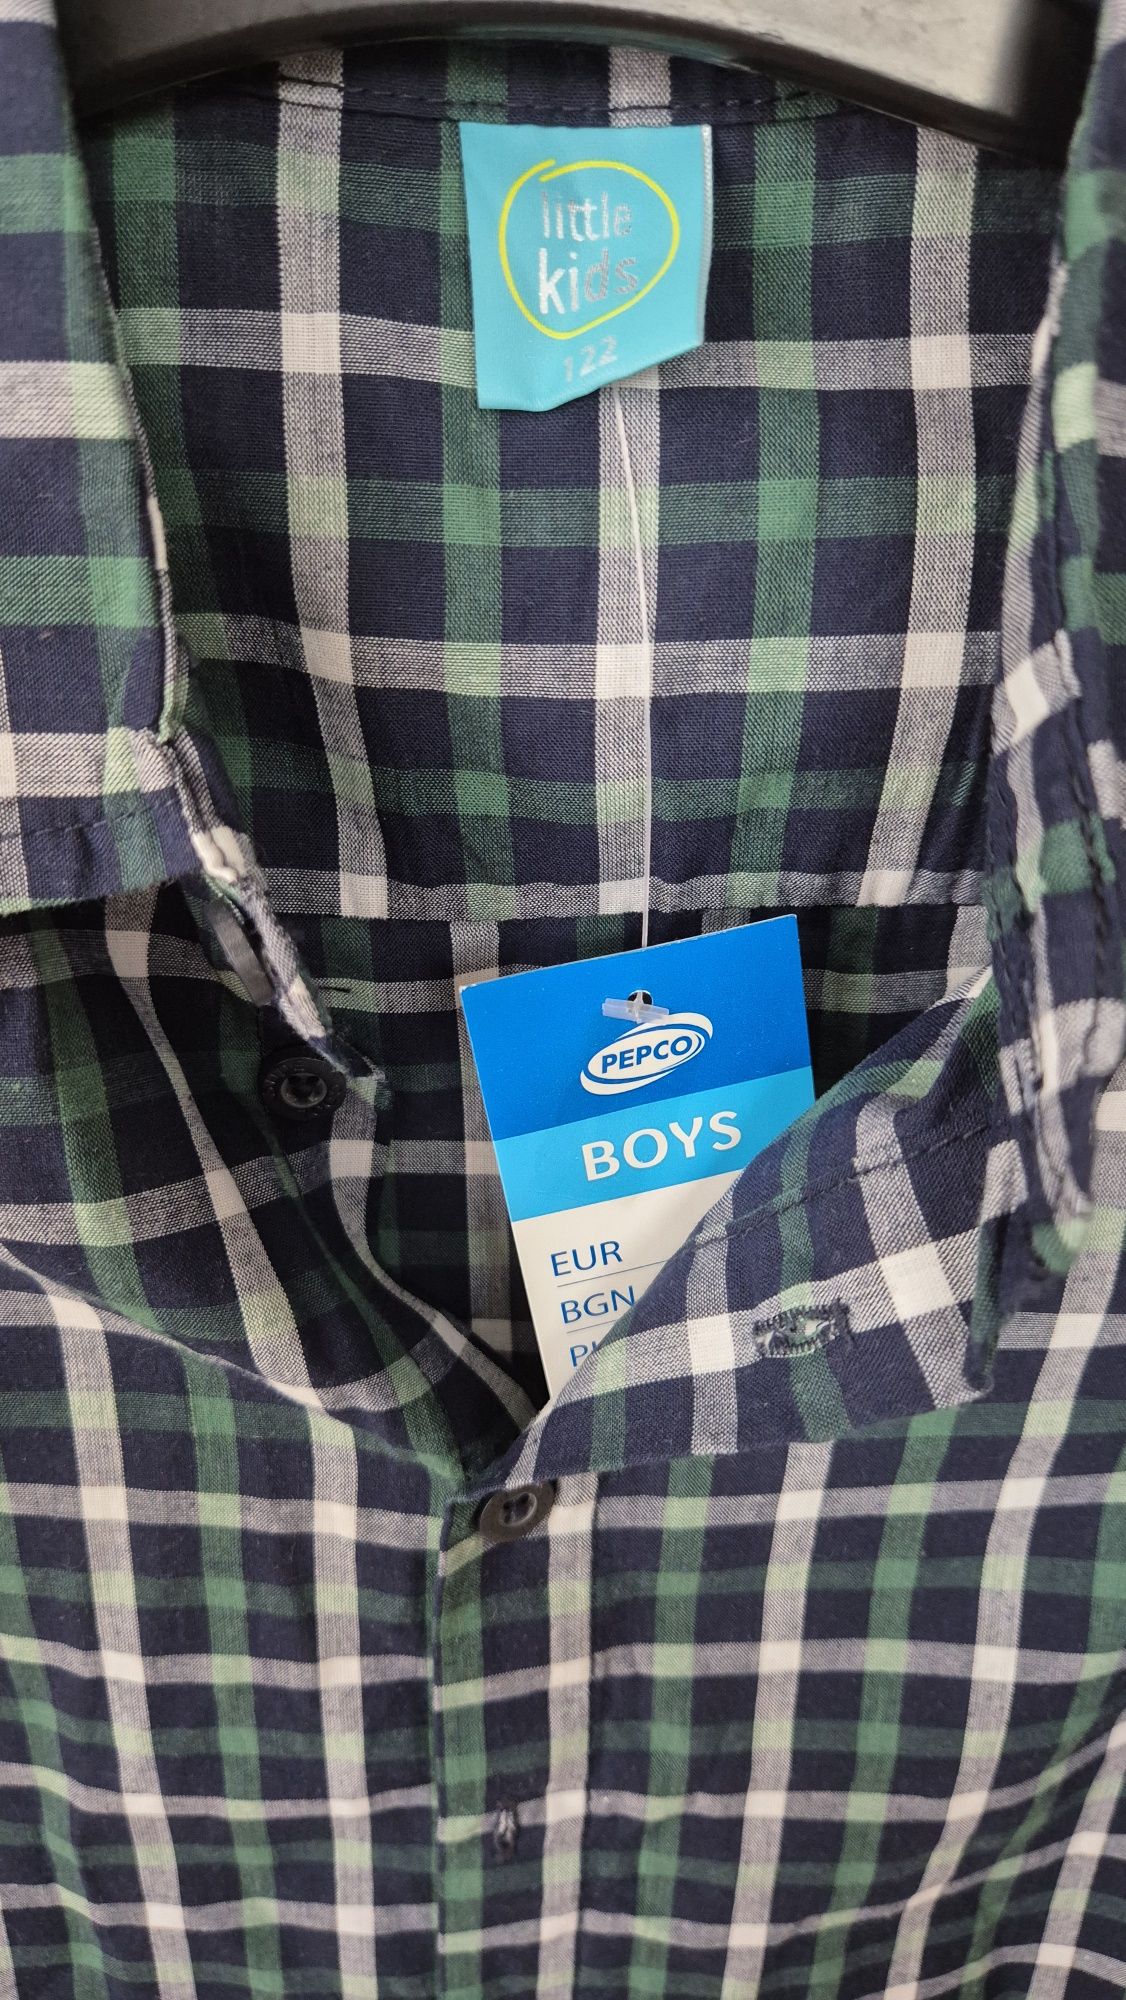 little
kids
122
PEPCO
BOYS
EUR
BGN